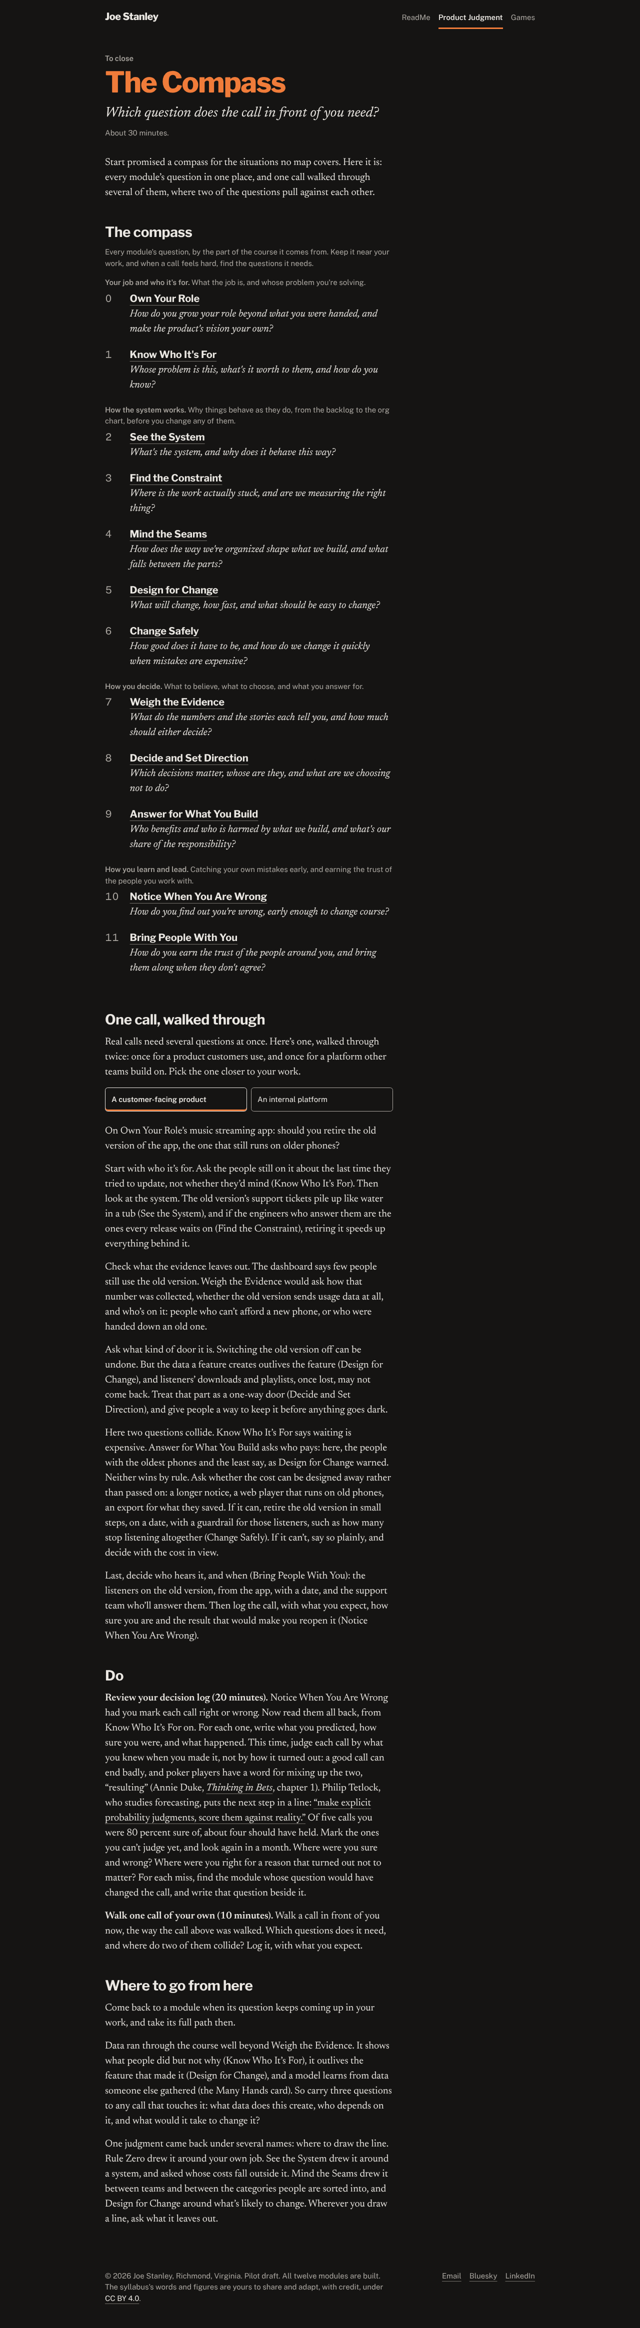 Joe Stanley
ReadMe Product Judgment Games
To close
The Compass
Which question does the call in front of you need?
About 30 minutes.
Start promised a compass for the situations no map covers. Here it is:
every module's question in one place, and one call walked through
several of them, where two of the questions pull against each other.
The compass
Every module's question, by the part of the course it comes from. Keep it near your
work, and when a call feels hard, find the questions it needs.
Your job and who it's for. What the job is, and whose problem you're solving.
0 Own Your Role
How do you grow your role beyond what you were handed, and
make the product's vision your own?
1 Know Who It's For
Whose problem is this, what's it worth to them, and how do you
know?
How the system works. Why things behave as they do, from the backlog to the org
chart, before you change any of them.
2 See the System
What's the system, and why does it behave this way?
3 Find the Constraint
Where is the work actually stuck, and are we measuring the right
thing?
4 Mind the Seams
How does the way we're organized shape what we build, and what
falls between the parts?
5 Design for Change
What will change, how fast, and what should be easy to change?
6 Change Safely
How good does it have to be, and how do we change it quickly
when mistakes are expensive?
How you decide. What to believe, what to choose, and what you answer for.
7 Weigh the Evidence
What do the numbers and the stories each tell you, and how much
should either decide?
8 Decide and Set Direction
Which decisions matter, whose are they, and what are we choosing
not to do?
9 Answer for What You Build
Who benefits and who is harmed by what we build, and what's our
share of the responsibility?
How you learn and lead. Catching your own mistakes early, and earning the trust of
the people you work with.
10 Notice When You Are Wrong
How do you find out you're wrong, early enough to change course?
11 Bring People With You
How do you earn the trust of the people around you, and bring
them along when they don't agree?
One call, walked through
Real calls need several questions at once. Here's one, walked through
twice: once for a product customers use, and once for a platform other
teams build on. Pick the one closer to your work.
A customer-facing product An internal platform
On Own Your Role's music streaming app: should you retire the old
version of the app, the one that still runs on older phones?
Start with who it's for. Ask the people still on it about the last time they
tried to update, not whether they'd mind (Know Who It's For). Then
look at the system. The old version's support tickets pile up like water
in a tub (See the System), and if the engineers who answer them are the
ones every release waits on (Find the Constraint), retiring it speeds up
everything behind it.
Check what the evidence leaves out. The dashboard says few people
still use the old version. Weigh the Evidence would ask how that
number was collected, whether the old version sends usage data at all,
and who's on it: people who can't afford a new phone, or who were
handed down an old one.
Ask what kind of door it is. Switching the old version off can be
undone. But the data a feature creates outlives the feature (Design for
Change), and listeners' downloads and playlists, once lost, may not
come back. Treat that part as a one-way door (Decide and Set
Direction), and give people a way to keep it before anything goes dark.
Here two questions collide. Know Who It's For says waiting is
expensive. Answer for What You Build asks who pays: here, the people
with the oldest phones and the least say, as Design for Change warned.
Neither wins by rule. Ask whether the cost can be designed away rather
than passed on: a longer notice, a web player that runs on old phones,
an export for what they saved. If it can, retire the old version in small
steps, on a date, with a guardrail for those listeners, such as how many
stop listening altogether (Change Safely). If it can't, say so plainly, and
decide with the cost in view.
Last, decide who hears it, and when (Bring People With You): the
listeners on the old version, from the app, with a date, and the support
team who'll answer them. Then log the call, with what you expect, how
sure you are and the result that would make you reopen it (Notice
When You Are Wrong).
Do
Review your decision log (20 minutes). Notice When You Are Wrong
had you mark each call right or wrong. Now read them all back, from
Know Who It's For on. For each one, write what you predicted, how
sure you were, and what happened. This time, judge each call by what
you knew when you made it, not by how it turned out: a good call can
end badly, and poker players have a word for mixing up the two,
"resulting" (Annie Duke, Thinking in Bets, chapter 1). Philip Tetlock,
who studies forecasting, puts the next step in a line: "make explicit
probability judgments, score them against reality." Of five calls you
were 80 percent sure of, about four should have held. Mark the ones
you can't judge yet, and look again in a month. Where were you sure
and wrong? Where were you right for a reason that turned out not to
matter? For each miss, find the module whose question would have
changed the call, and write that question beside it.
Walk one call of your own (10 minutes). Walk a call in front of you
now, the way the call above was walked. Which questions does it need,
and where do two of them collide? Log it, with what you expect.
Where to go from here
Come back to a module when its question keeps coming up in your
work, and take its full path then.
Data ran through the course well beyond Weigh the Evidence. It shows
what people did but not why (Know Who It's For), it outlives the
feature that made it (Design for Change), and a model learns from data
someone else gathered (the Many Hands card). So carry three questions
to any call that touches it: what data does this create, who depends on
it, and what would it take to change it?
One judgment came back under several names: where to draw the line.
Rule Zero drew it around your own job. See the System drew it around
a system, and asked whose costs fall outside it. Mind the Seams drew it
between teams and between the categories people are sorted into, and
Design for Change around what's likely to change. Wherever you draw
a line, ask what it leaves out.
© 2026 Joe Stanley, Richmond, Virginia. Pilot draft. All twelve modules are built.
The syllabus's words and figures are yours to share and adapt, with credit, under
CC BY 4.0.
Email Bluesky LinkedIn